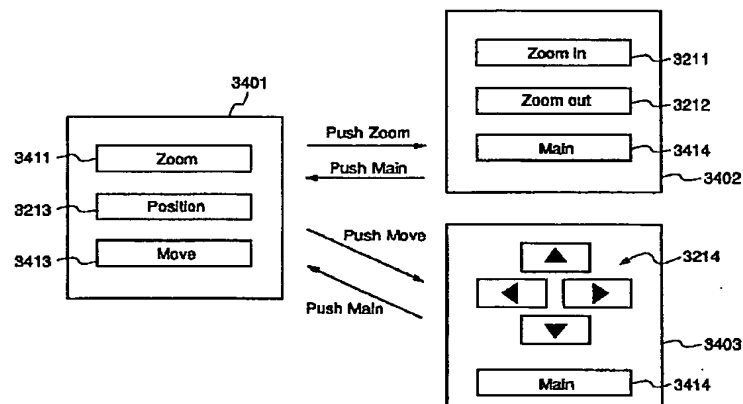 3401
3411
Zoom
3213
Position
3413
Move
Push Zoom
Push Main
Push Move
Push Main
Zoom in
3211
Zoom out
3212
Main
3414
3402
3214
3403
Main
3414